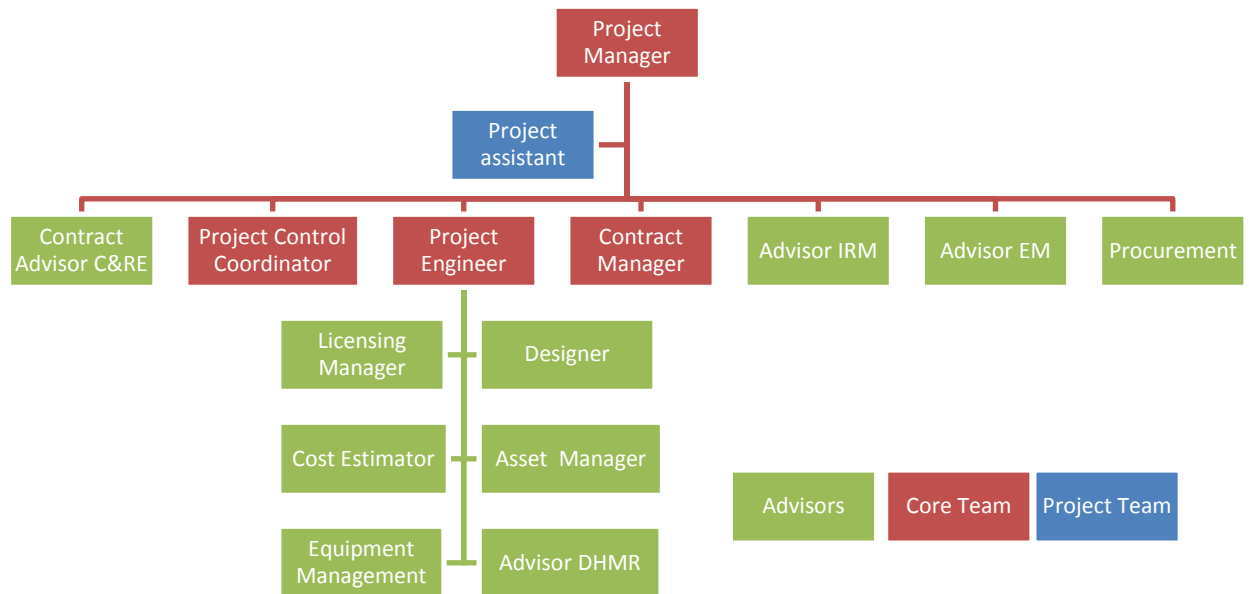 Project
Manager
Project
assistant
Contract
Advisor C&RE
Project Control
Coordinator
Project
Engineer
Contract
Manager
Advisor IRM
Advisor EM
Procurement
Licensing
Manager
Designer
Cost Estimator
Asset  Manager
Equipment
Management
Advisor DHMR
Advisors
Core Team
Project Team